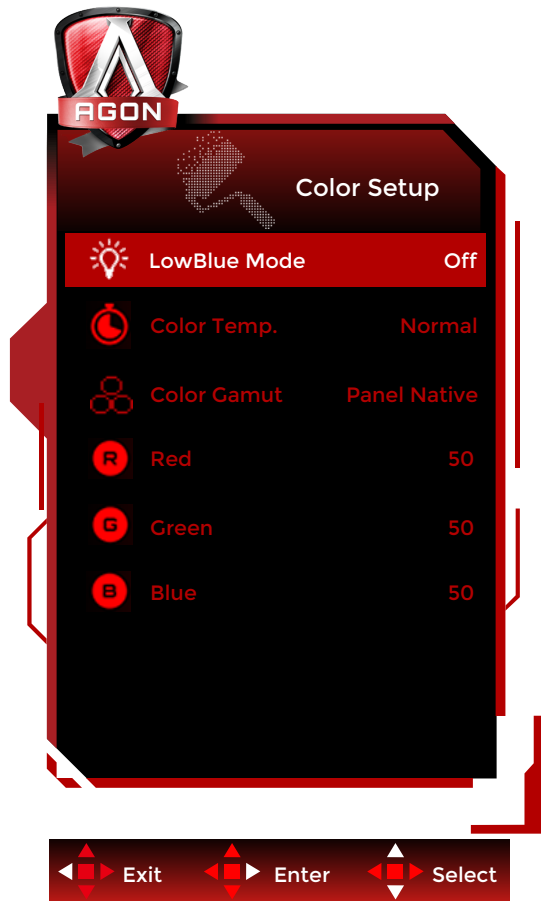 AGON
Color Setup
LowBlue Mode Off
Color Temp. Normal
Color Gamut Panel Native
R Red 50
G Green 50
B Blue 50
Exit Enter Select